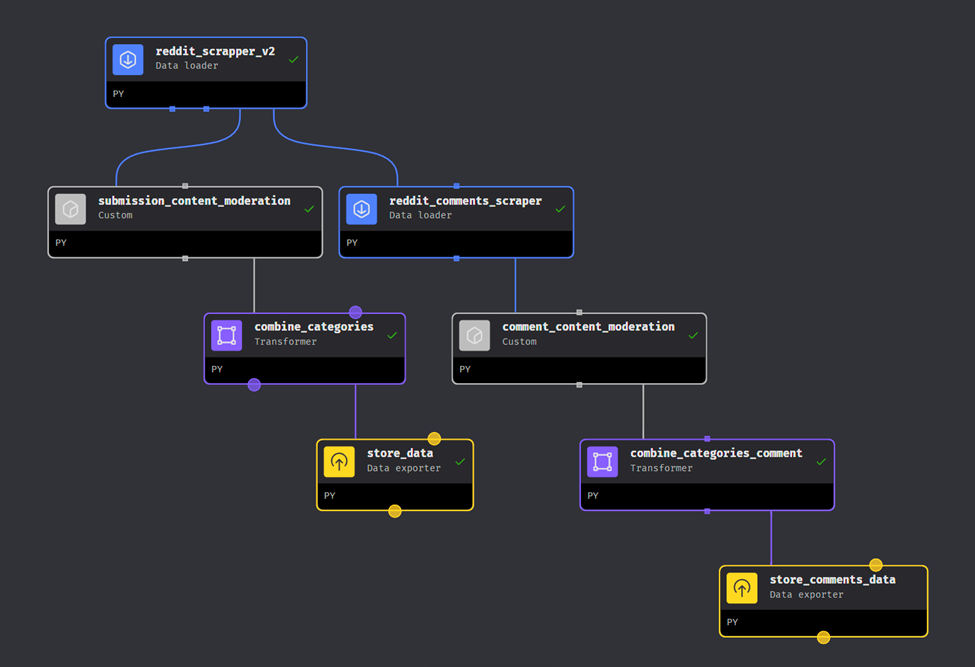 reddit_scrapper_v2
Data loader
PY
submission_content_moderation
Custom
PY
reddit_comments_scraper
Data loader
PY
combine_categories
Transformer
PY
comment_content_moderation
Custom
PY
store_data
Data exporter
PY
combine_categories_comment
Transformer
PY
store_comments_data
Data exporter
PY